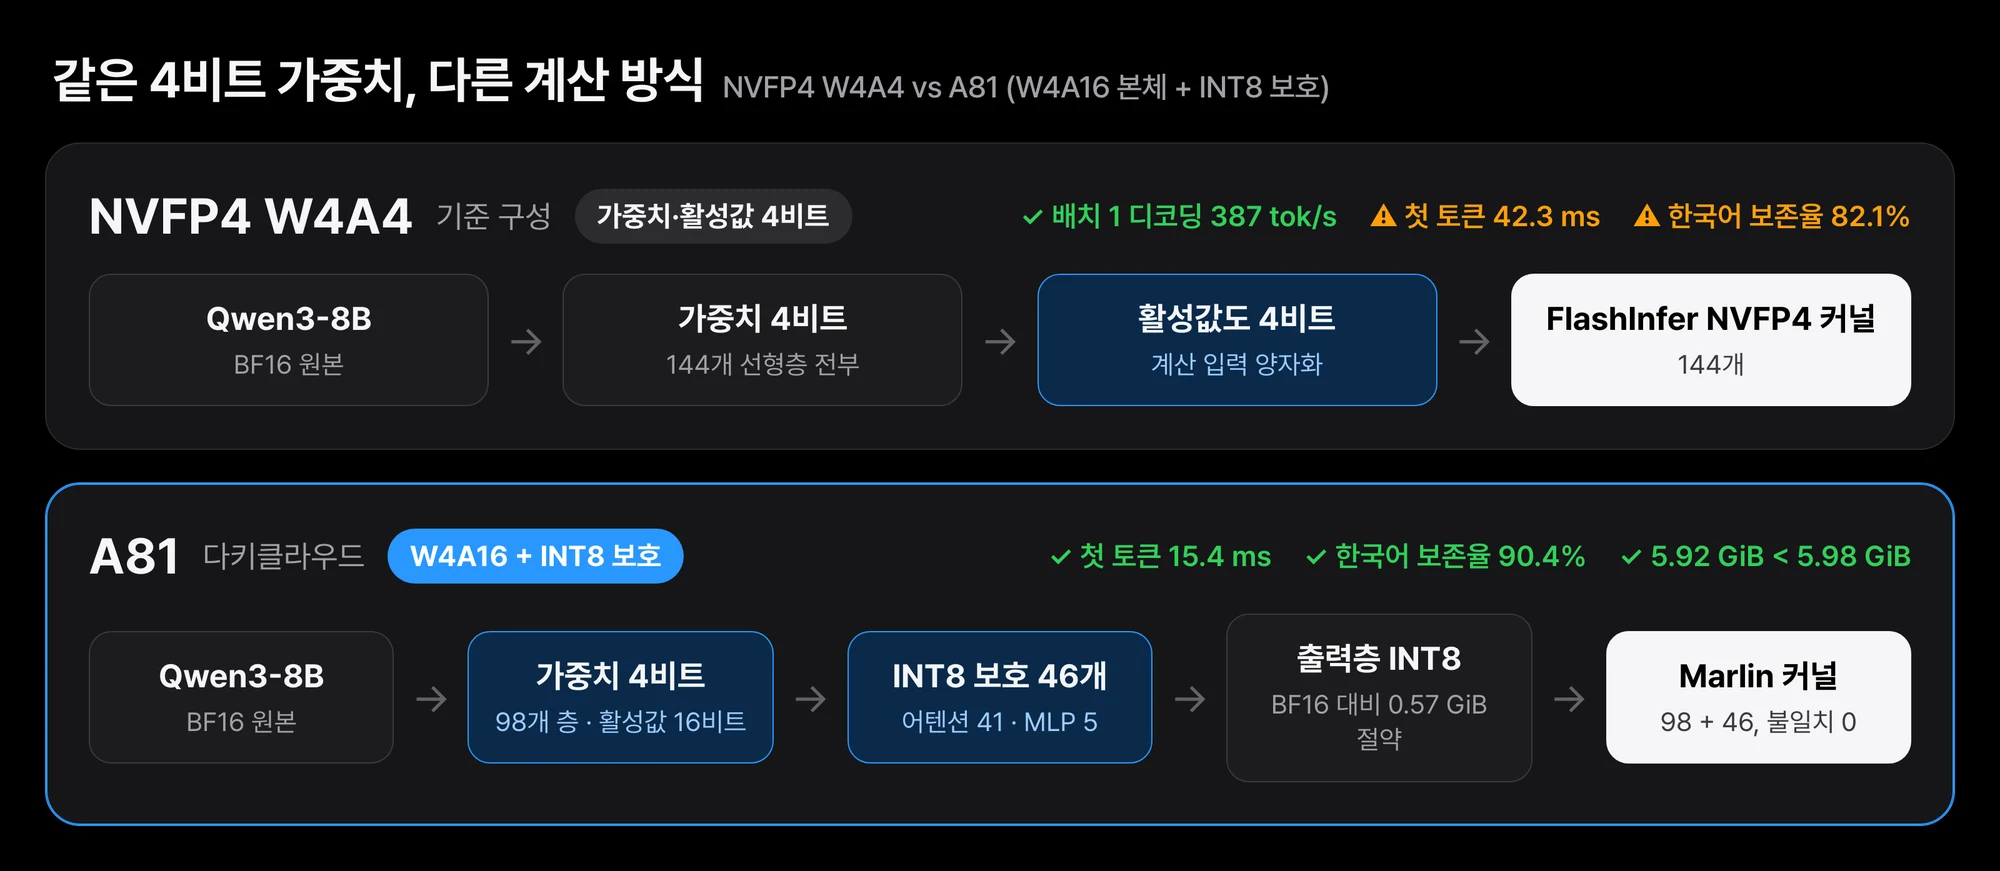 같은 4비트 가중치, 다른 계산 방식 NVFP4 W4A4 vs A81 (W4A16 본체 + INT8 보호)
NVFP4 W4A4 기준 구성 가중치·활성값 4비트 ✓ 배치 1 디코딩 387 tok/s ⚠ 첫 토큰 42.3 ms ⚠ 한국어 보존율 82.1%
Qwen3-8B
BF16 원본
→
가중치 4비트
144개 선형층 전부
→
활성값도 4비트
계산 입력 양자화
→
FlashInfer NVFP4 커널
144개
A81 다키클라우드 W4A16 + INT8 보호 ✓ 첫 토큰 15.4 ms ✓ 한국어 보존율 90.4% ✓ 5.92 GiB < 5.98 GiB
Qwen3-8B
BF16 원본
→
가중치 4비트
98개 층 · 활성값 16비트
→
INT8 보호 46개
어텐션 41 · MLP 5
→
출력층 INT8
BF16 대비 0.57 GiB
절약
→
Marlin 커널
98 + 46, 불일치 0